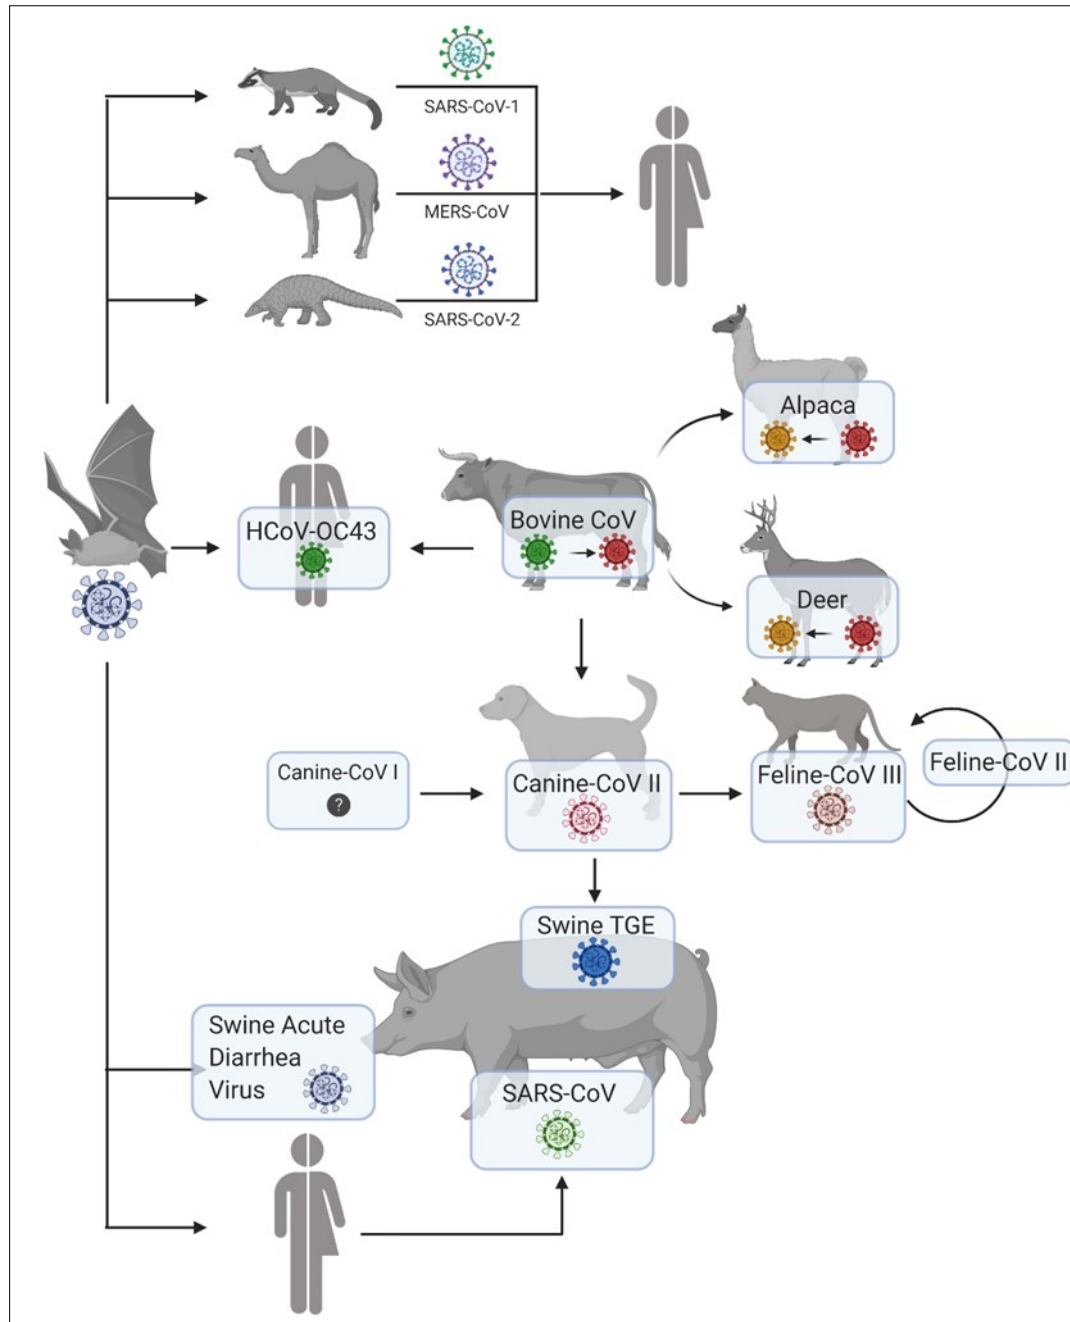 SARS-CoV-1
MERS-CoV
SARS-CoV-2
Alpaca
HCoV-OC43
Bovine CoV
Deer
Canine-CoV I
?
Canine-CoV II
Feline-CoV III
Feline-CoV II
Swine TGE
Swine Acute
Diarrhea
Virus
SARS-CoV